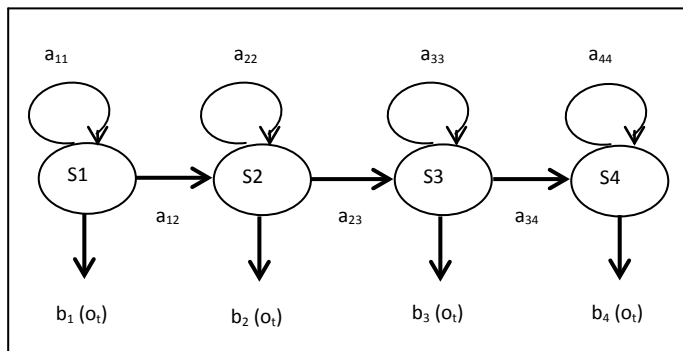 a₁₁ a₂₂ a₃₃ a₄₄
S1 S2 S3 S4
a₁₂ a₂₃ a₃₄
b₁ (oₜ) b₂ (oₜ) b₃ (oₜ) b₄ (oₜ)